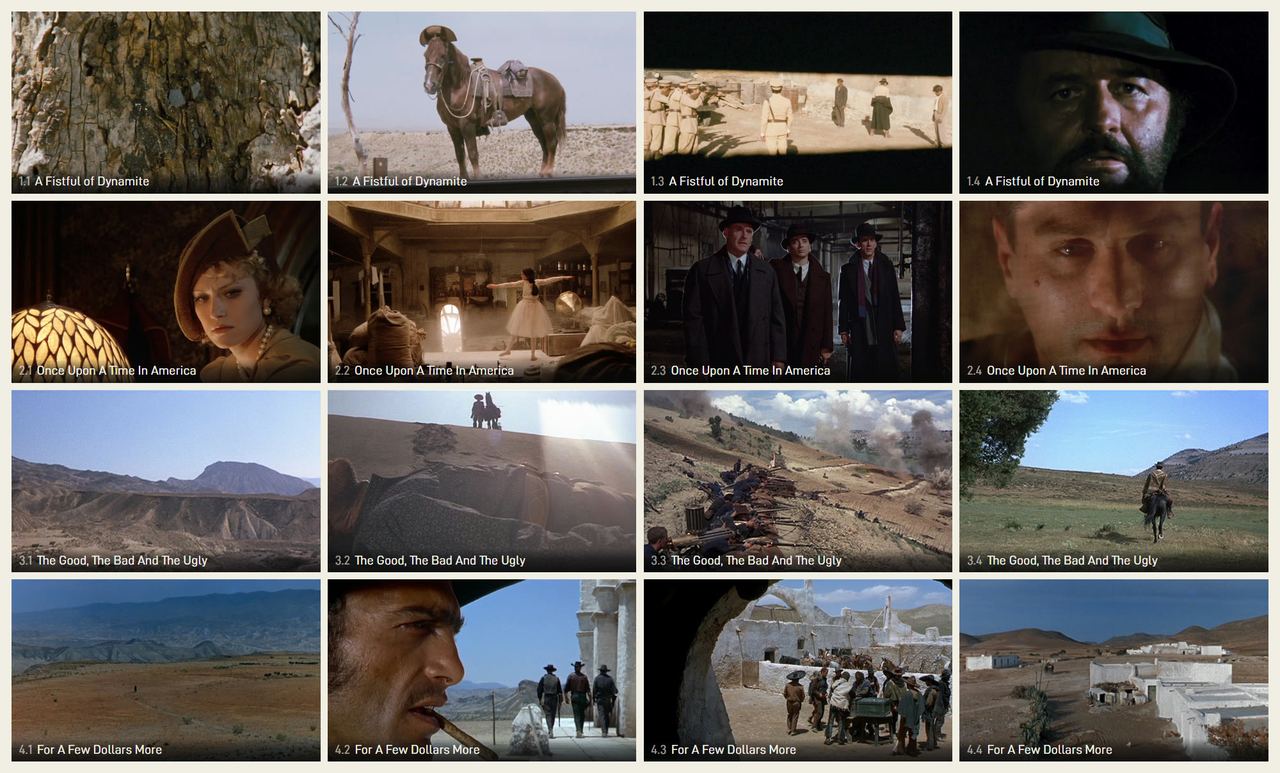 1.1 A Fistful of Dynamite
1.2 A Fistful of Dynamite
1.3 A Fistful of Dynamite
1.4 A Fistful of Dynamite
2.1 Once Upon A Time In America
2.2 Once Upon A Time In America
2.3 Once Upon A Time In America
2.4 Once Upon A Time In America
3.1 The Good, The Bad And The Ugly
3.2 The Good, The Bad And The Ugly
3.3 The Good, The Bad And The Ugly
3.4 The Good, The Bad And The Ugly
4.1 For A Few Dollars More
4.2 For A Few Dollars More
4.3 For A Few Dollars More
4.4 For A Few Dollars More